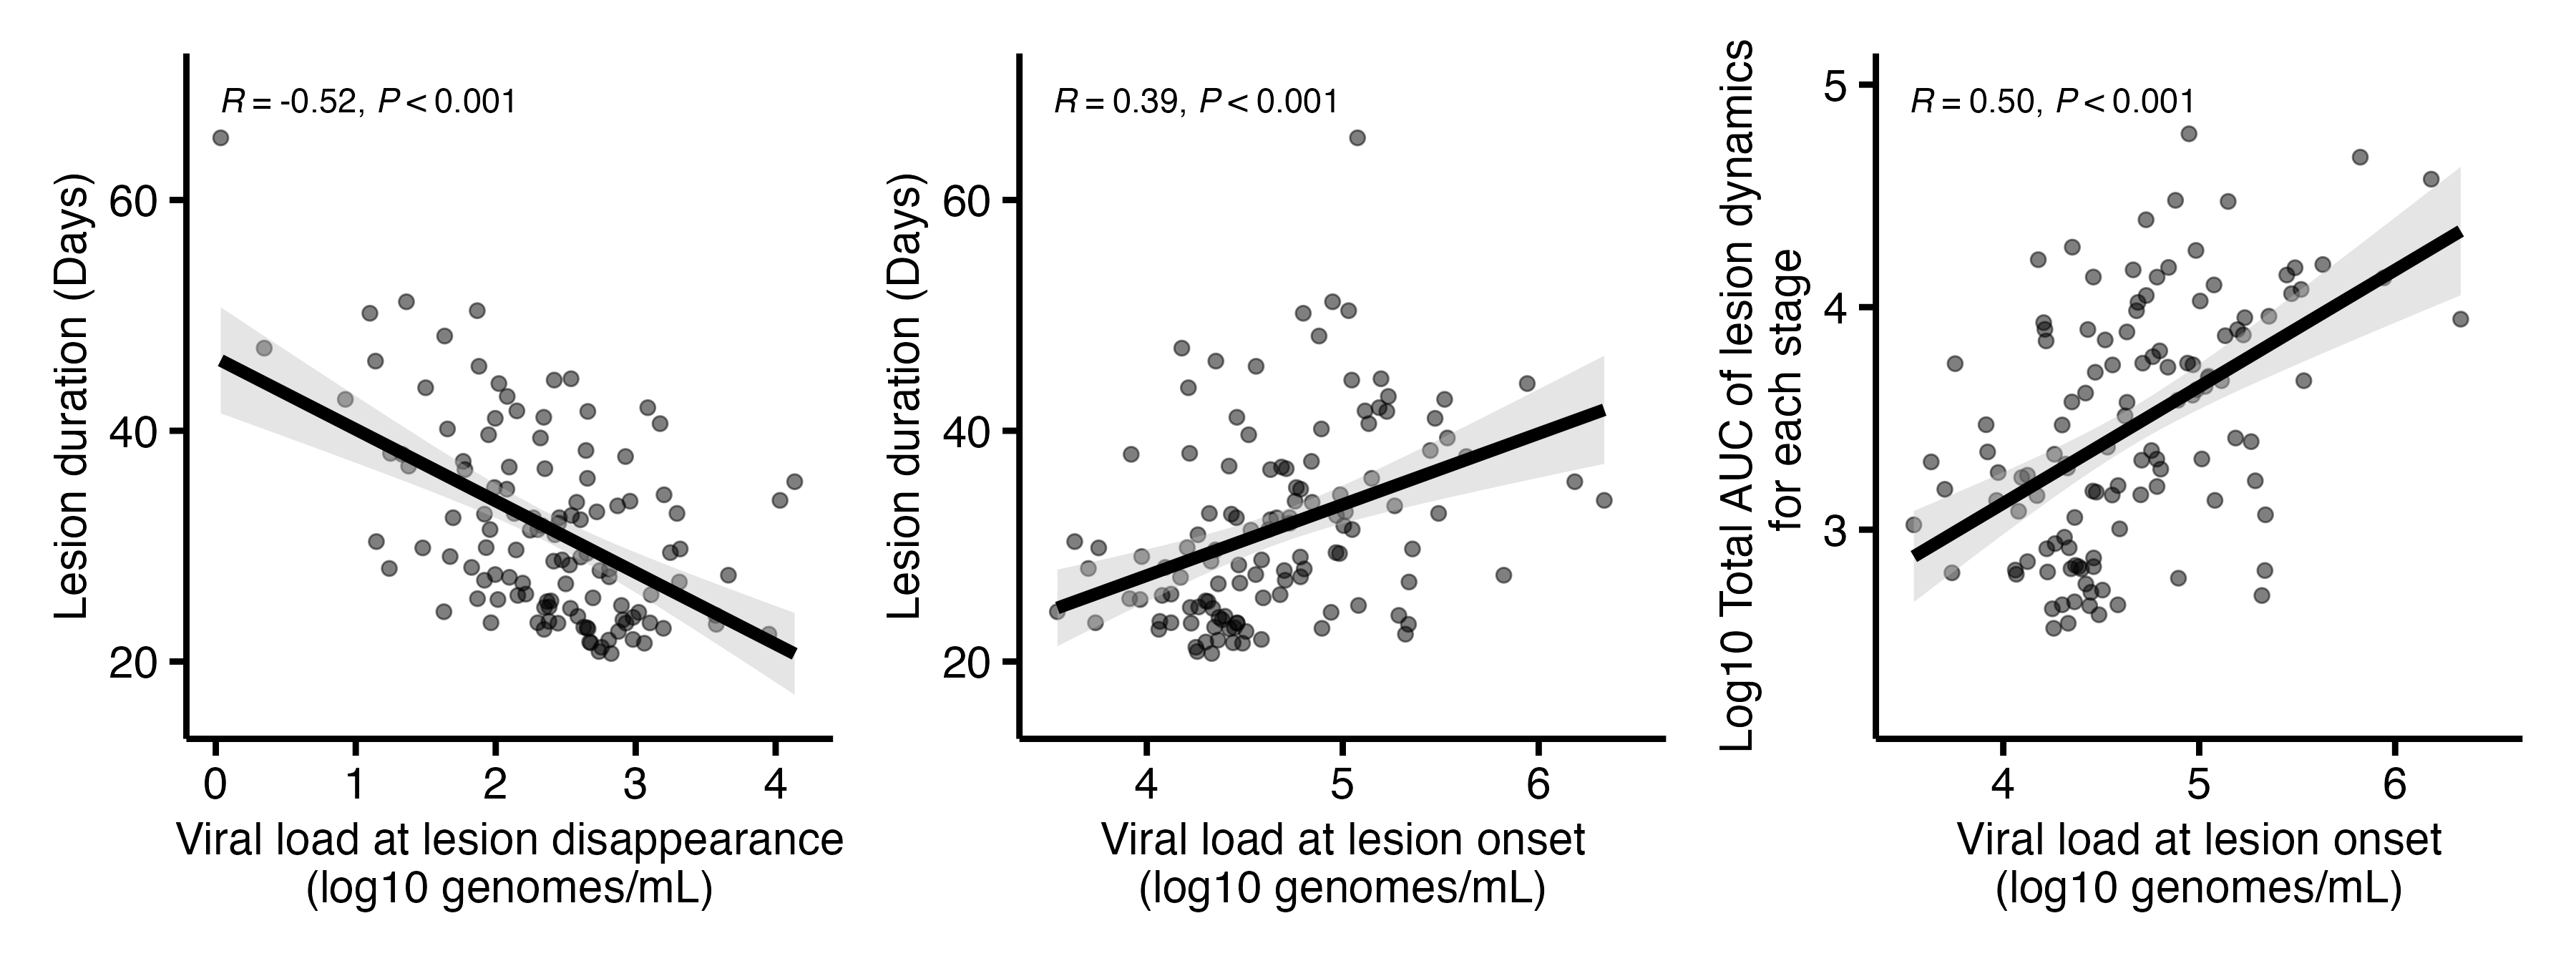 R = -0.52, P < 0.001
Lesion duration (Days)
60
40
20
0 1 2 3 4
Viral load at lesion disappearance
(log10 genomes/mL)
R = 0.39, P < 0.001
Lesion duration (Days)
60
40
20
4 5 6
Viral load at lesion onset
(log10 genomes/mL)
R = 0.50, P < 0.001
Log10 Total AUC of lesion dynamics
for each stage
5
4
3
4 5 6
Viral load at lesion onset
(log10 genomes/mL)